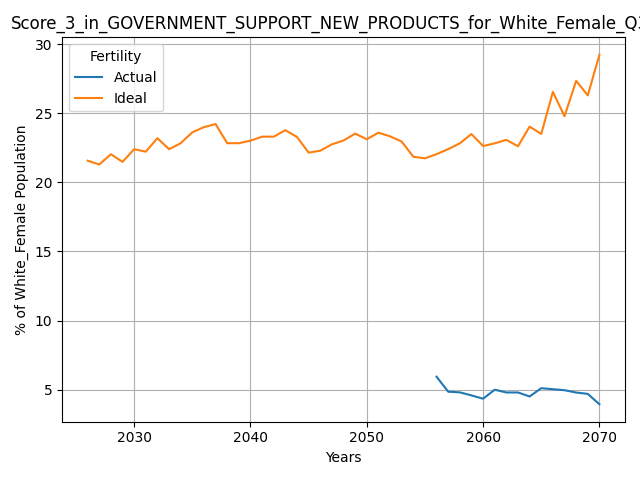 Score_3_in_GOVERNMENT_SUPPORT_NEW_PRODUCTS_for_White_Female_Q
Fertility
Actual
Ideal
% of White_Female Population
30
25
20
15
10
5
2030 2040 2050 2060 2070
Years